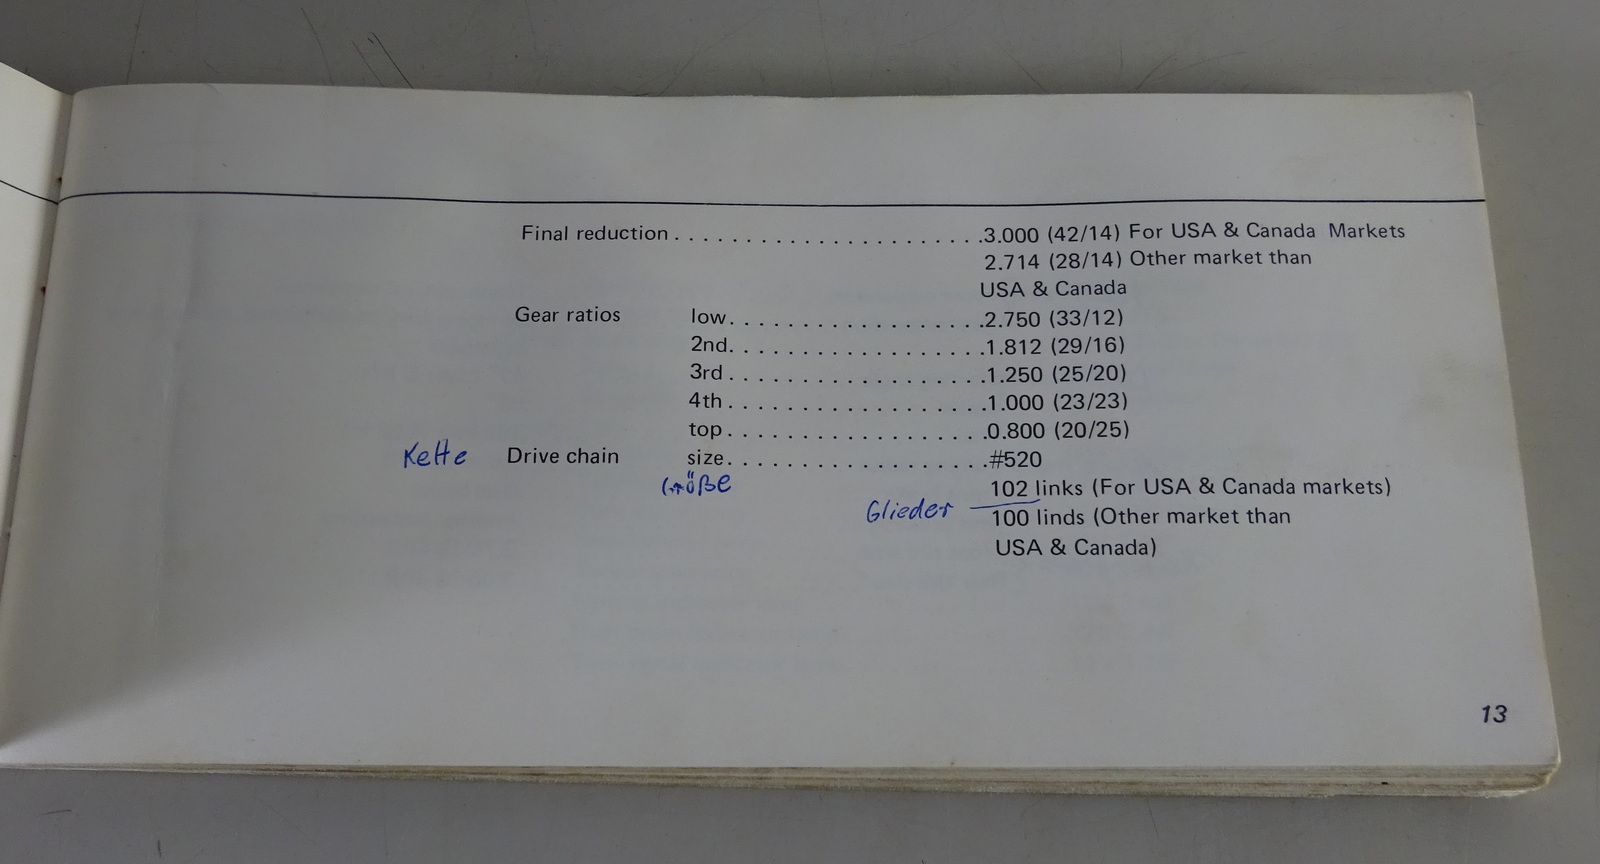 Final reduction . . . . . . . . . . . . . . . . . . . . . . .3.000 (42/14) For USA & Canada Markets
2.714 (28/14) Other market than
USA & Canada
Gear ratios low. . . . . . . . . . . . . . . . . . .2.750 (33/12)
2nd. . . . . . . . . . . . . . . . . . .1.812 (29/16)
3rd . . . . . . . . . . . . . . . . . . .1.250 (25/20)
4th . . . . . . . . . . . . . . . . . . .1.000 (23/23)
top . . . . . . . . . . . . . . . . . . .0.800 (20/25)
Kette Drive chain size. . . . . . . . . . . . . . . . . . .#520
Größe
102 links (For USA & Canada markets)
Glieder
100 linds (Other market than
USA & Canada)
13